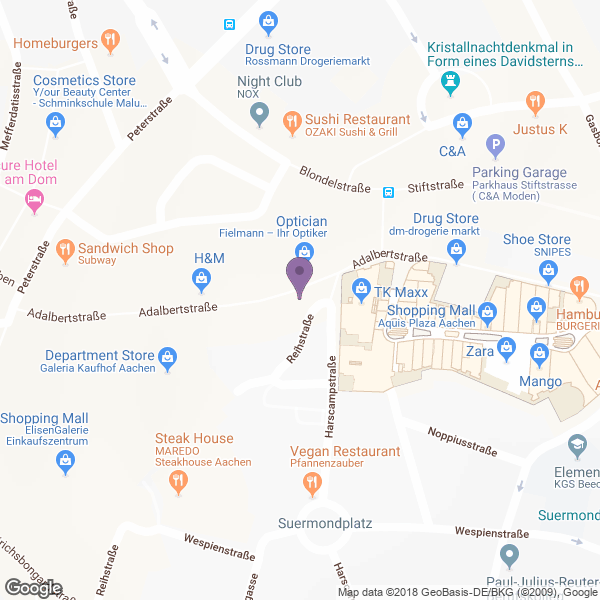 Homeburgers
Drug Store
Rossmann Drogeriemarkt
Kristallnachtdenkmal in
Form eines Davidsterns...
Mefferdatisstraße
Cosmetics Store
Y/our Beauty Center
- Schminkschule Malu...
Peterstraße
Night Club
NOX
Sushi Restaurant
OZAKI Sushi & Grill
Justus K
C&A
Gasbo
ure Hotel
am Dom
Blondelstraße
Stiftstraße
Parking Garage
Parkhaus Stiftstrasse
( C&A Moden)
Optician
Fielmann – Ihr Optiker
Drug Store
dm-drogerie markt
Shoe Store
SNIPES
Sandwich Shop
Subway
Peterstraße
H&M
Adalbertstraße
TK Maxx
Shopping Mall
Aquis Plaza Aachen
Hambu
BURGERI
Adalbertstraße
Adalbertstraße
Reihstraße
Harscampstraße
Zara
Mango
Department Store
Galeria Kaufhof Aachen
Shopping Mall
ElisenGalerie
Einkaufszentrum
Steak House
MAREDO
Steakhouse Aachen
Vegan Restaurant
Pfannenzauber
Noppiusstraße
Elemen
KGS Beec
Suermondplatz
Suermond
Wespienstraße
Wespienstraße
Reihstraße
richsbongar
gasse
Harsc
Paul-Julius-Reuter-
Google
Map data ©2018 GeoBasis-DE/BKG (©2009), Google